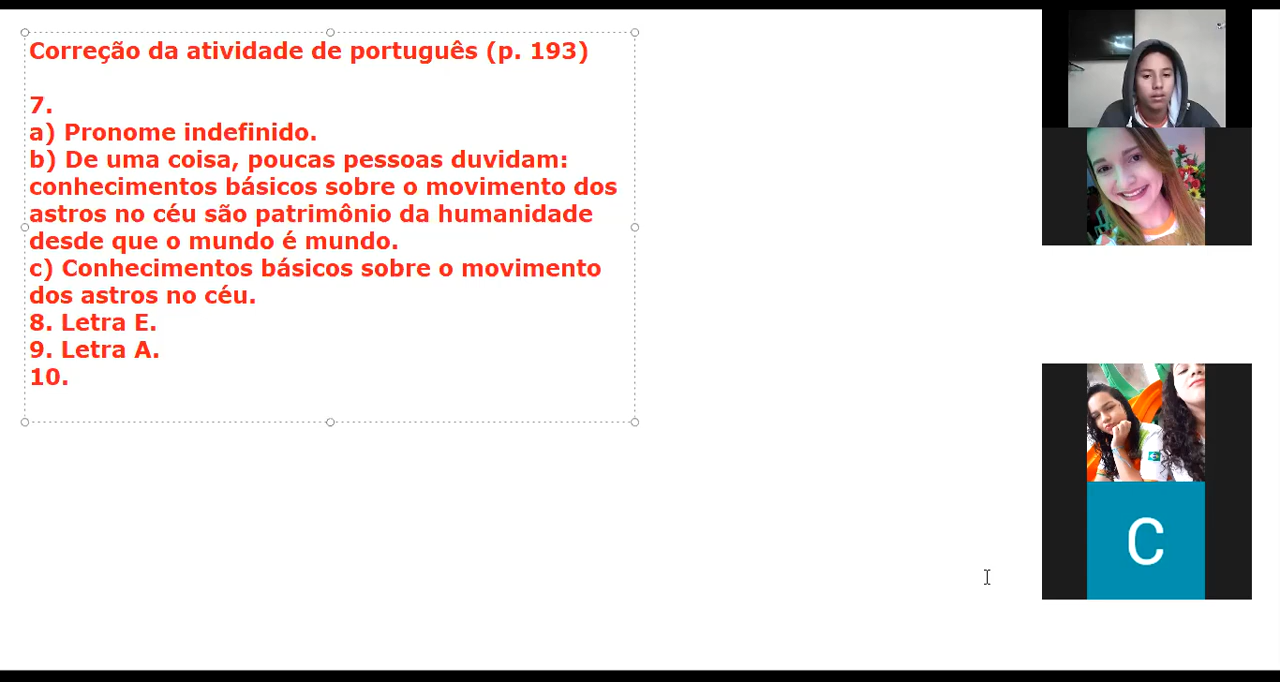 Correção da atividade de português (p. 193)
7.
a) Pronome indefinido.
b) De uma coisa, poucas pessoas duvidam:
conhecimentos básicos sobre o movimento dos
astros no céu são patrimônio da humanidade
desde que o mundo é mundo.
c) Conhecimentos básicos sobre o movimento
dos astros no céu.
8. Letra E.
9. Letra A.
10.
C